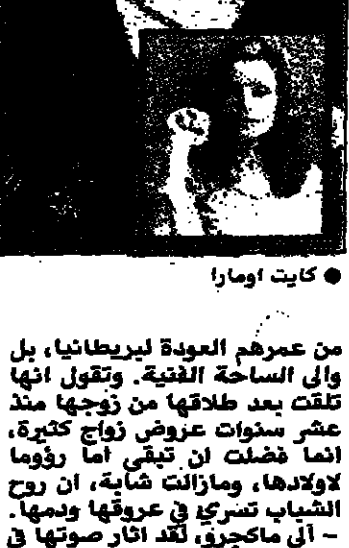 ● كايت اومارا
من عمرهم العودة لبريطانيا، بل
والى الساحة الفنية. وتقول انها
تلقت بعد طلاقها من زوجها منذ
عشر سنوات عروض زواج كثيرة،
انما فضلت ان تبقى اما رؤوما
لاولادها، ومازالت شابة، ان روح
الشباب تسري في عروقها ودمها.
- آلي ماكجرو، لقد اثار صوتها في